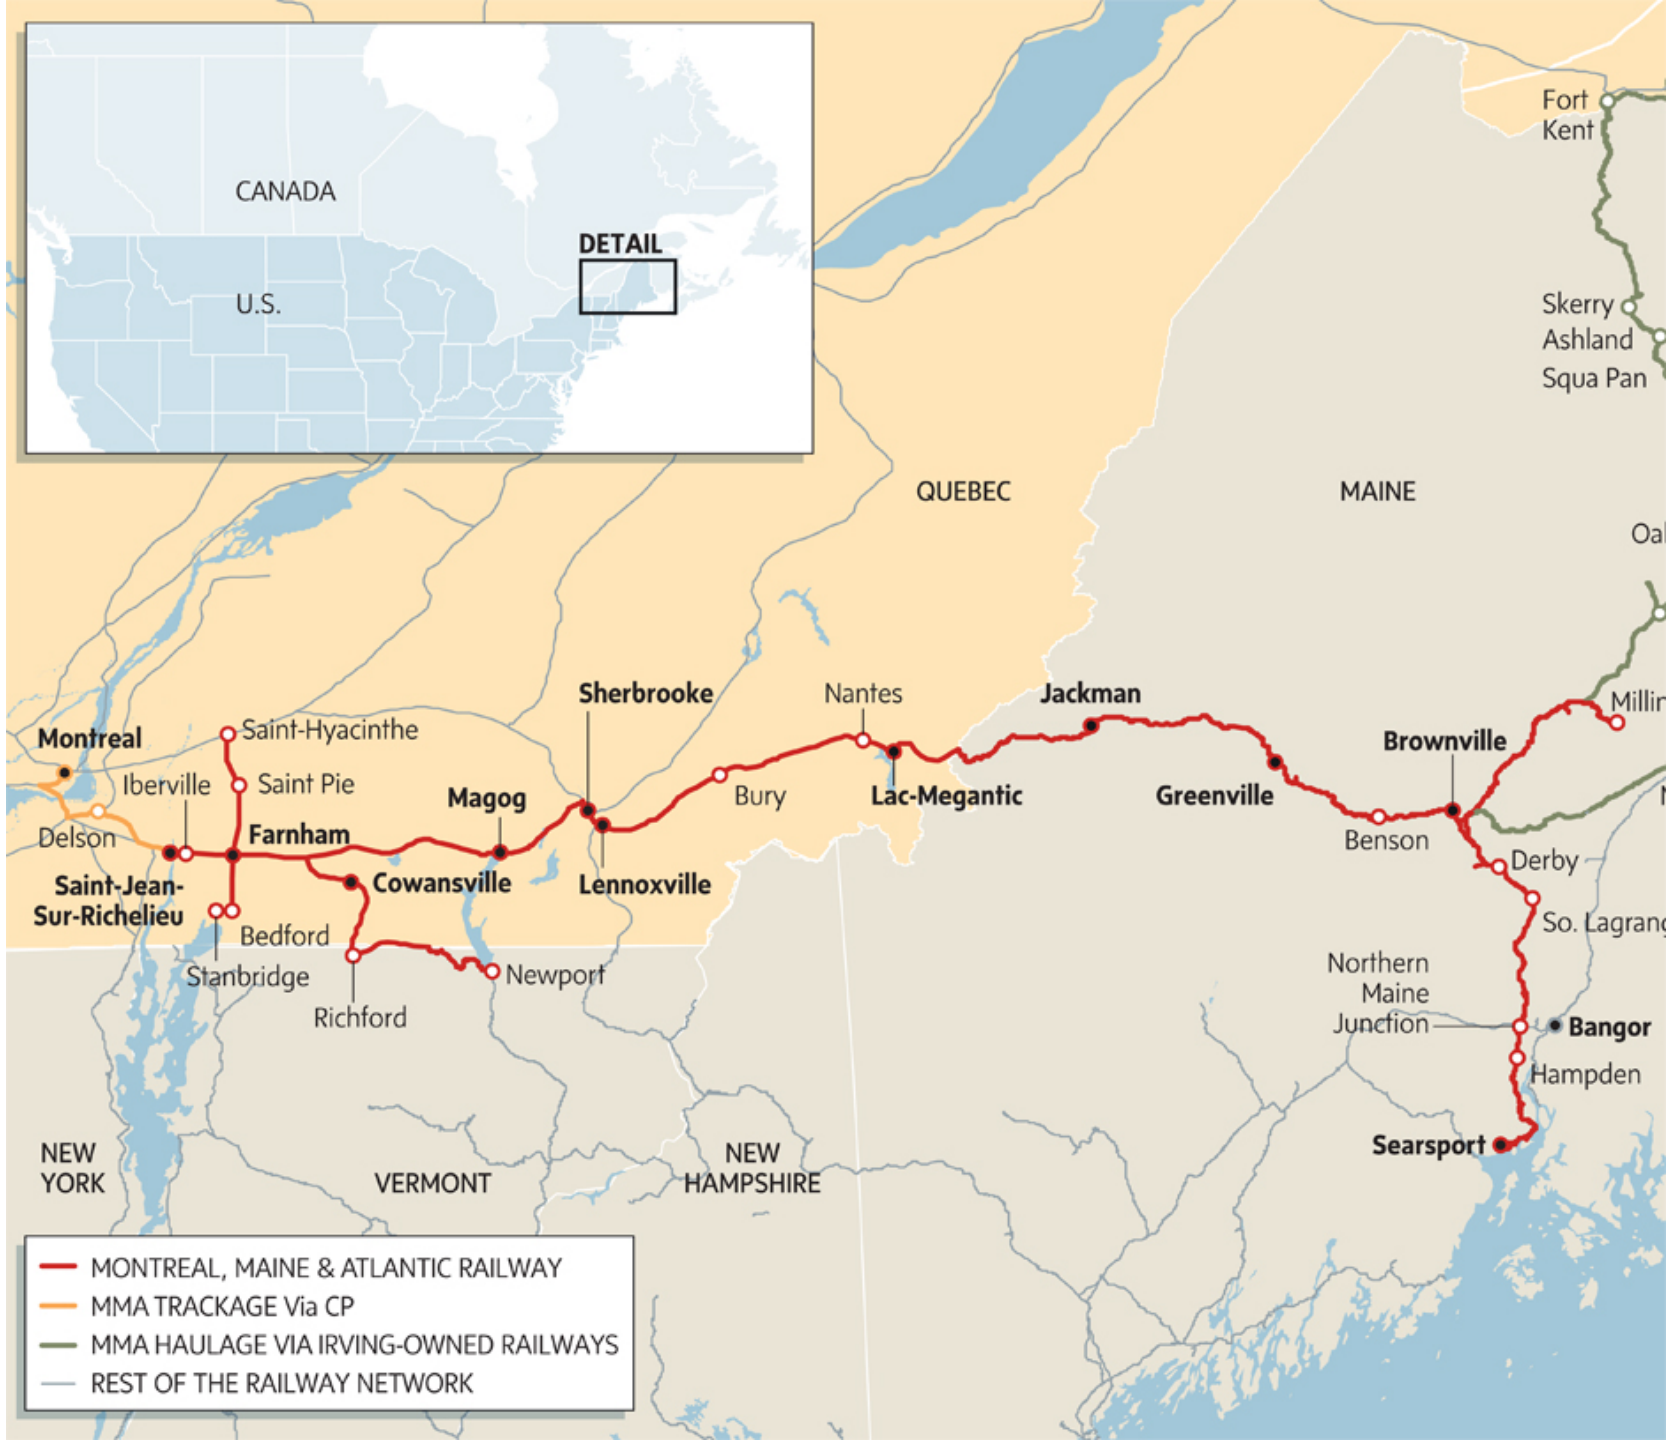 CANADA
DETAIL
U.S.
Fort
Kent
Skerry
Ashland
Squa Pan
QUEBEC
MAINE
Sherbrooke
Nantes
Jackman
Saint-Hyacinthe
Montreal
Brownville
Iberville
Saint Pie
Magog
Bury
Lac-Megantic
Greenville
Delson
Farnham
Benson
Derby
Saint-Jean-
Sur-Richelieu
Cowansville
Lennoxville
So. Lagrang
Bedford
Stanbridge
Newport
Northern
Maine
Junction
Richford
Bangor
Hampden
NEW
YORK
VERMONT
NEW
HAMPSHIRE
Searsport
MONTREAL, MAINE & ATLANTIC RAILWAY
MMA TRACKAGE Via CP
MMA HAULAGE VIA IRVING-OWNED RAILWAYS
REST OF THE RAILWAY NETWORK